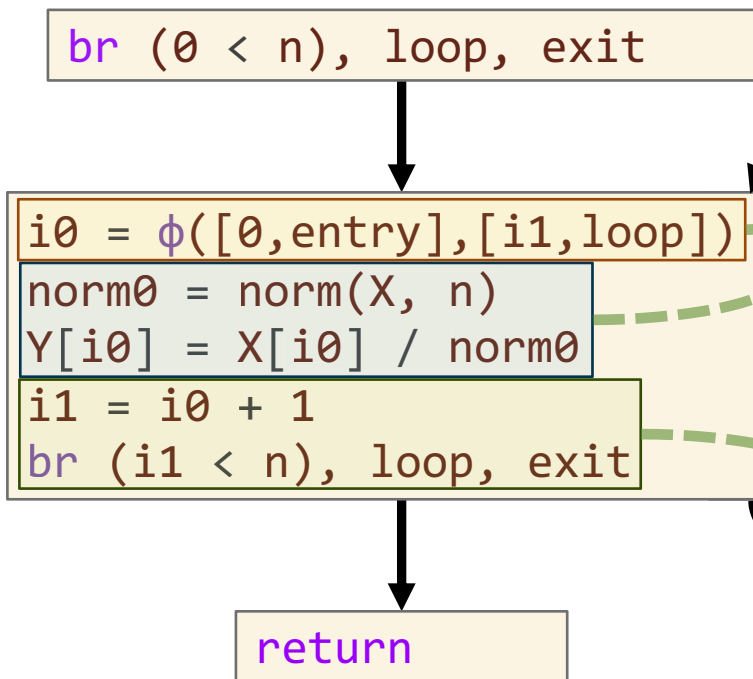 br (0 < n), loop, exit
i0 = ϕ([0,entry],[i1,loop])
norm0 = norm(X, n)
Y[i0] = X[i0] / norm0
i1 = i0 + 1
br (i1 < n), loop, exit
return